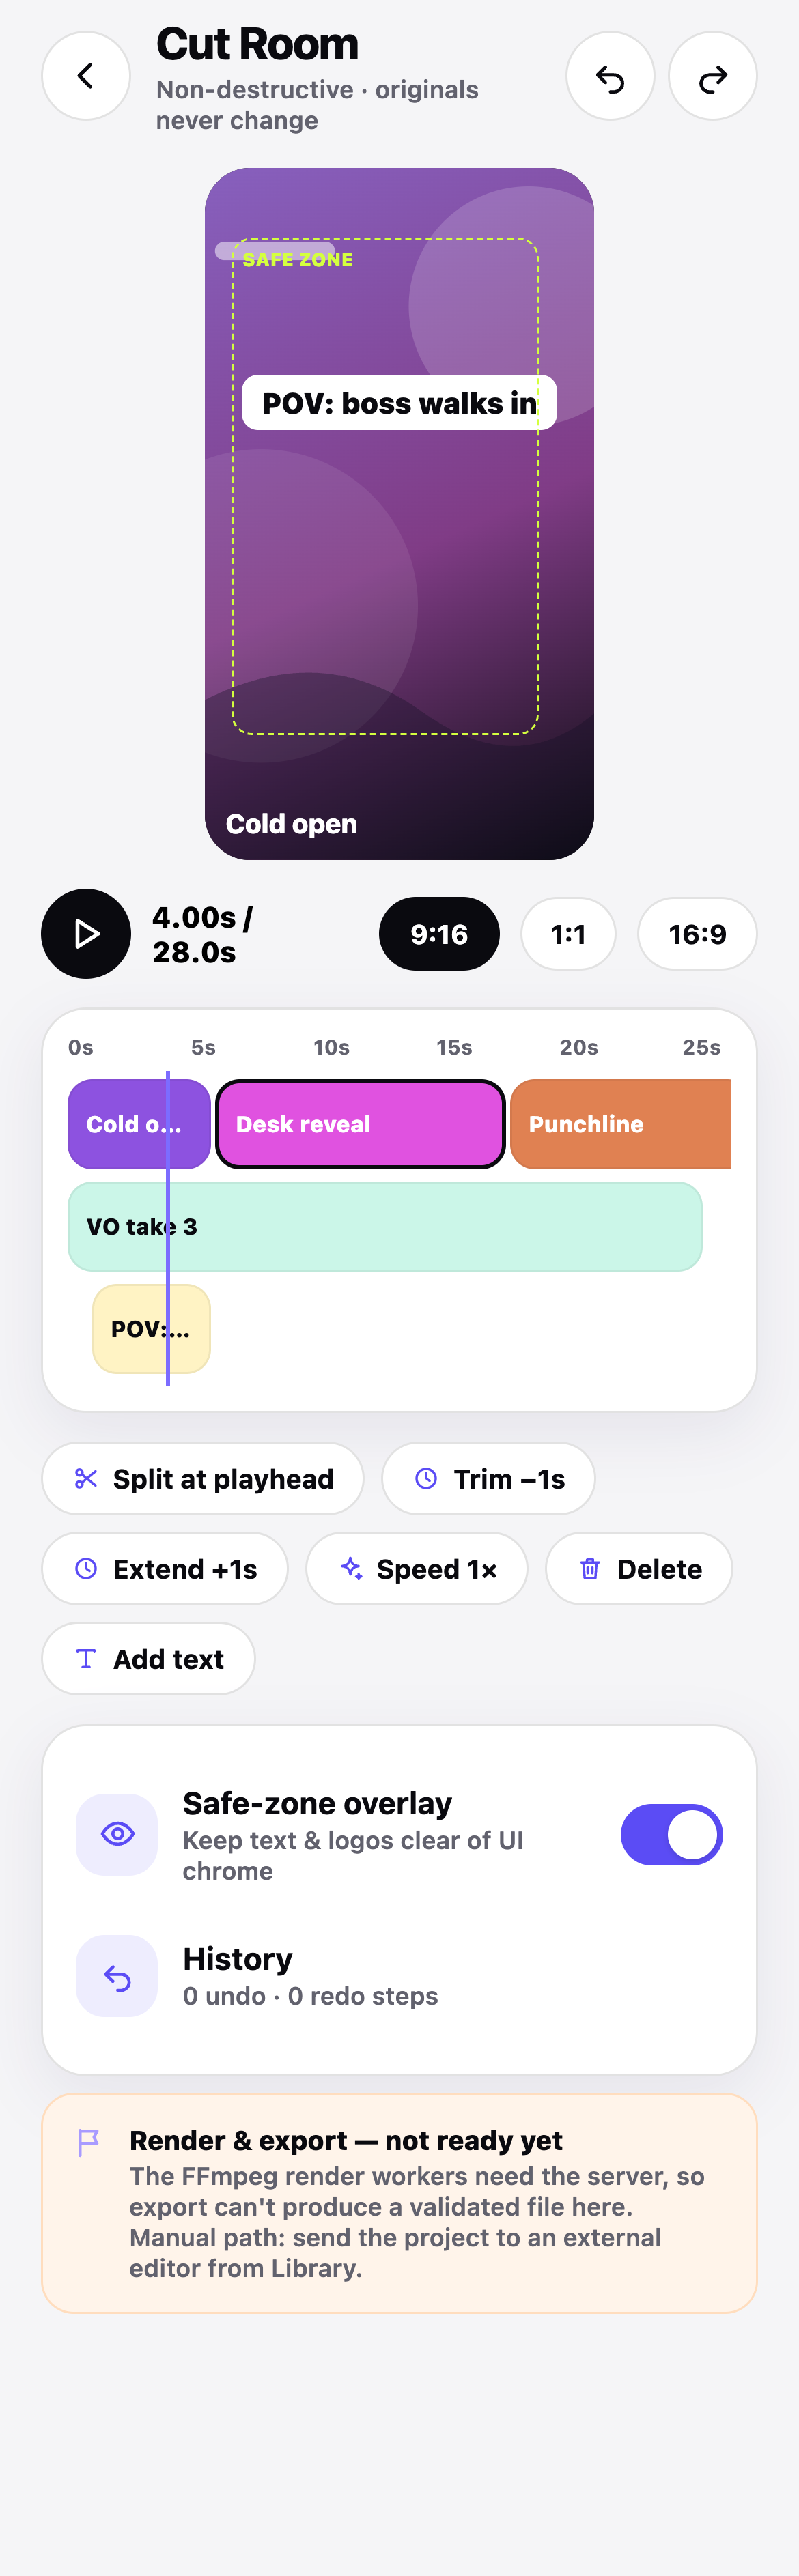 Cut Room
Non-destructive · originals
never change
SAFE ZONE
POV: boss walks in
Cold open
4.00s /
28.0s
9:16
1:1
16:9
0s
5s
10s
15s
20s
25s
Cold o...
Desk reveal
Punchline
VO take 3
POV:...
Split at playhead
Trim −1s
Extend +1s
Speed 1×
Delete
Add text
Safe-zone overlay
Keep text & logos clear of UI
chrome
History
0 undo · 0 redo steps
Render & export — not ready yet
The FFmpeg render workers need the server, so
export can't produce a validated file here.
Manual path: send the project to an external
editor from Library.